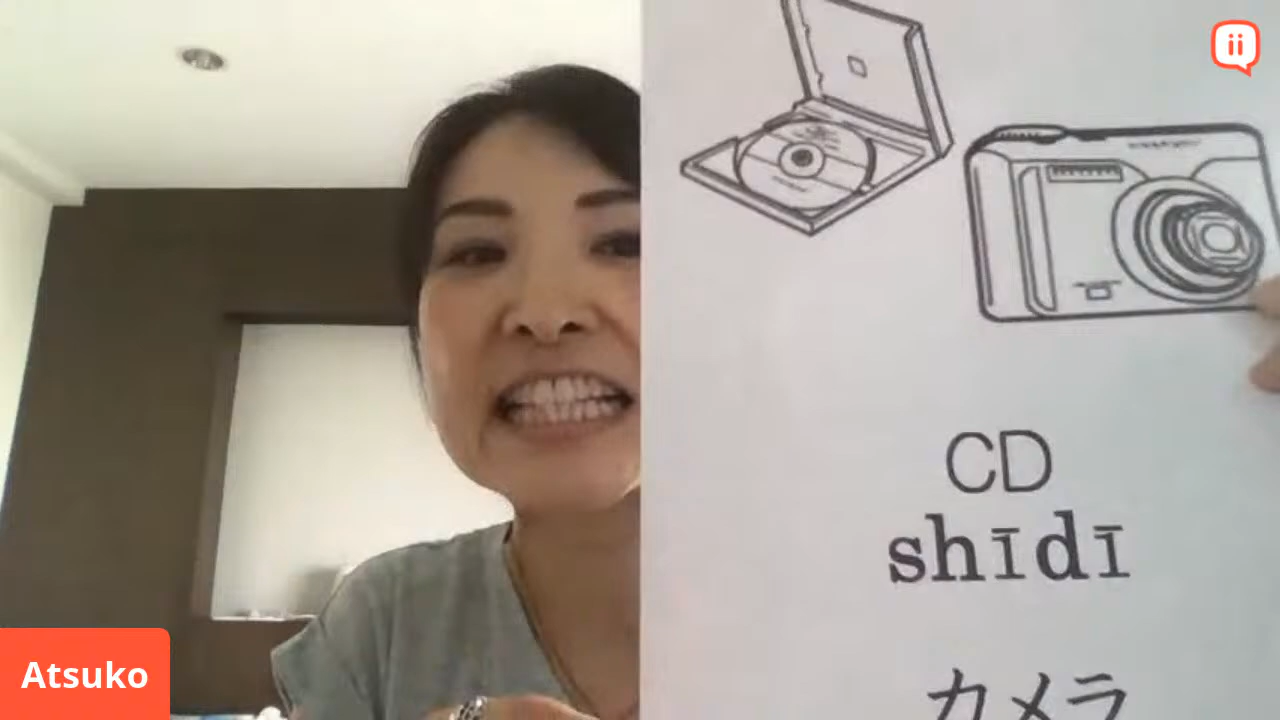 CD
shīdī
カメラ
Atsuko